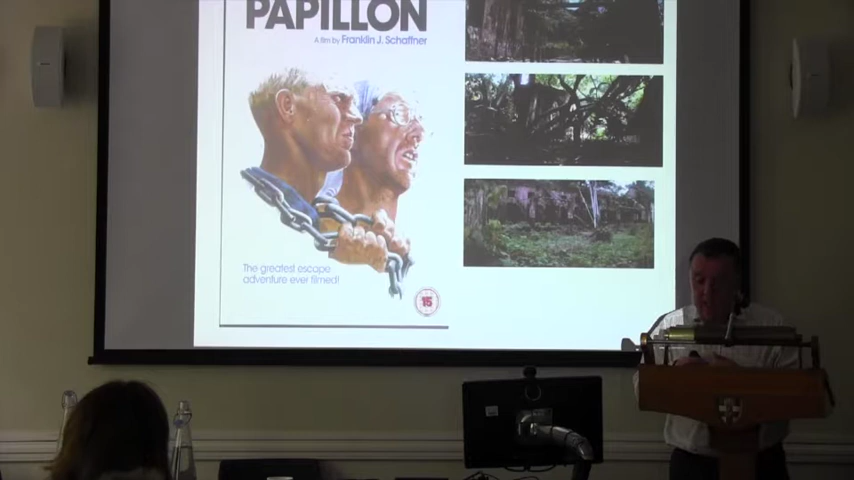 PAPILLON
A film by Franklin J. Schaffner
The greatest escape
adventure ever filmed!
15